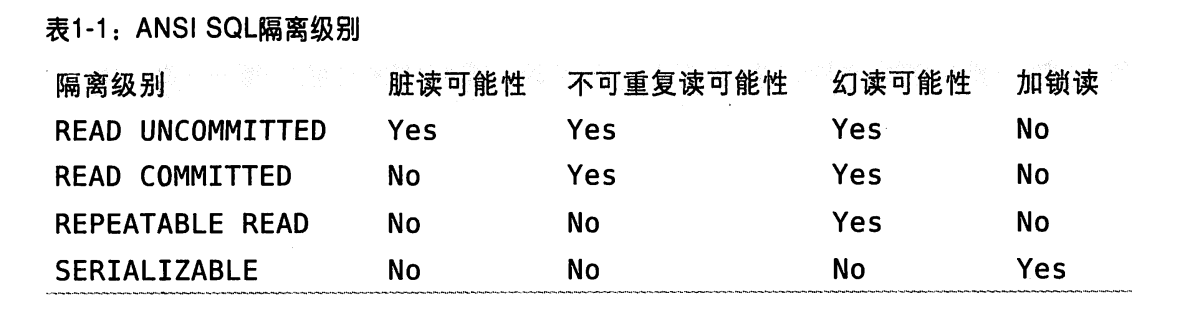 表1-1：ANSI SQL隔离级别
隔离级别 脏读可能性 不可重复读可能性 幻读可能性 加锁读
READ UNCOMMITTED Yes Yes Yes No
READ COMMITTED No Yes Yes No
REPEATABLE READ No No Yes No
SERIALIZABLE No No No Yes